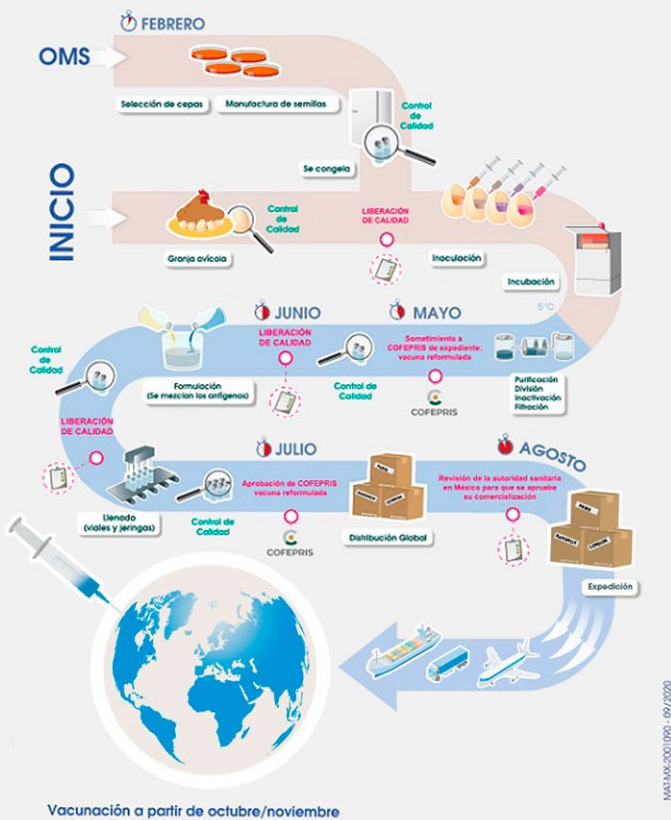 FEBRERO
OMS
Selección de cepas
Manufactura de semillas
Control
de
Calidad
Se congela
INICIO
Control
de
Calidad
Granja avícola
LIBERACIÓN
DE CALIDAD
Inoculación
Incubación
5°C
JUNIO
MAYO
LIBERACIÓN
DE CALIDAD
Sometimiento a
COFEPRIS de expediente:
vacuna reformulada
Control
de
Calidad
Formulación
(Se mezclan los antígenos)
Control de
Calidad
COFEPRIS
Purificación
División
Inactivación
Filtración
LIBERACIÓN
DE CALIDAD
JULIO
AGOSTO
Aprobación de COFEPRIS
vacuna reformulada
PARIS
LONDON
Revisión de la autoridad sanitaria
en México para que se apruebe
su comercialización
Llenado
(viales y jeringas)
Control de
Calidad
COFEPRIS
Distribución Global
LONDON
Expedición
Vacunación a partir de octubre/noviembre
MAT-MX-2001090 - 09/2020